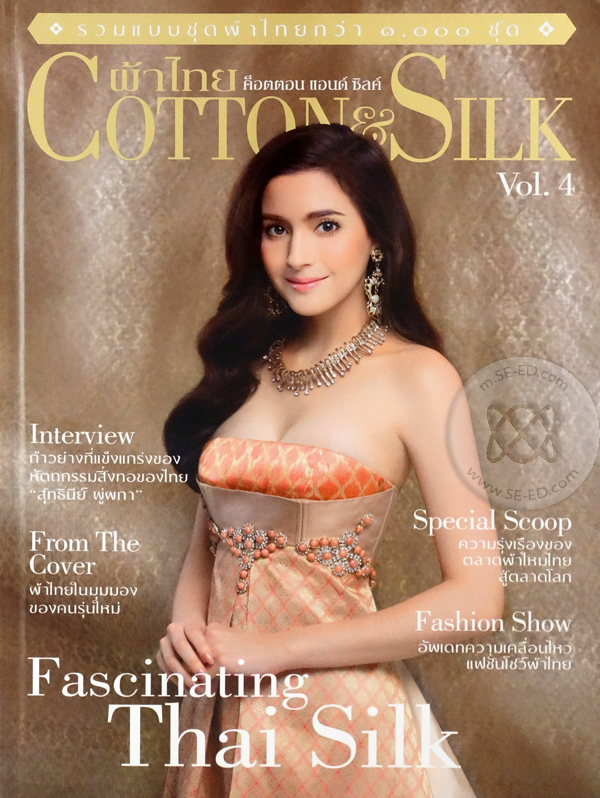 รวมแบบชุดผ้าไทยกว่า ๑,๐๐๐ ชุด
ผ้าไทย ค็อตตอน แอนด์ ซิลค์
COTTON & SILK
Vol. 4
Interview
ก้าวย่างที่แข็งแกร่งของ
หัตถกรรมสิ่งทอของไทย
“สุทธินีย์ พู่ผกา”
From The
Cover
ผ้าไทยในมุมมอง
ของคนรุ่นใหม่
m.SE-ED.com
www.SE-ED.com
Special Scoop
ความรุ่งเรืองของ
ตลาดผ้าไหมไทย
สู่ตลาดโลก
Fashion Show
อัพเดทความเคลื่อนไหว
แฟชั่นโชว์ผ้าไทย
Fascinating
Thai Silk